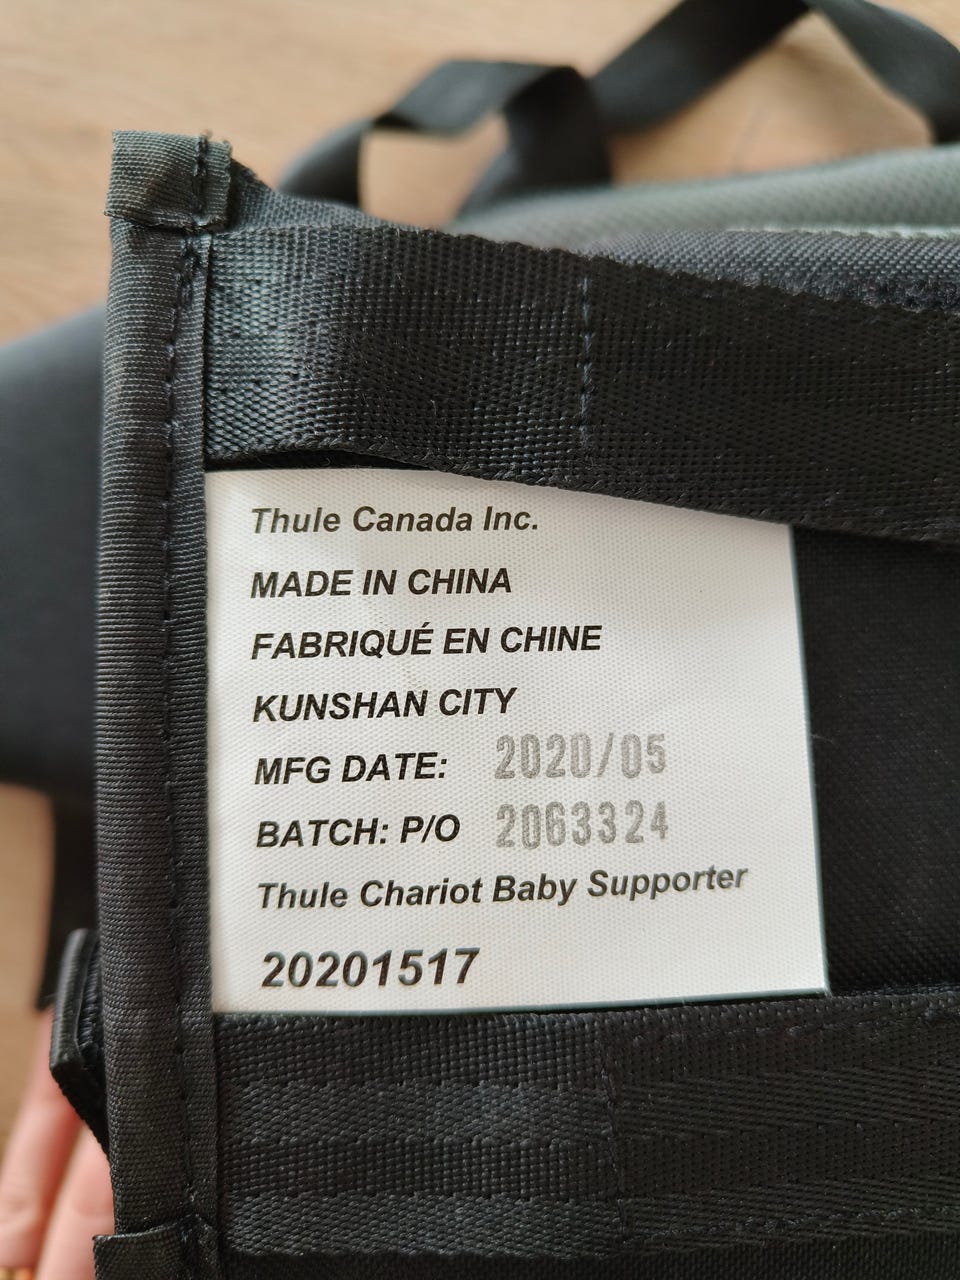 Thule Canada Inc.
MADE IN CHINA
FABRIQUÉ EN CHINE
KUNSHAN CITY
MFG DATE: 2020/05
BATCH: P/O 2063324
Thule Chariot Baby Supporter
20201517